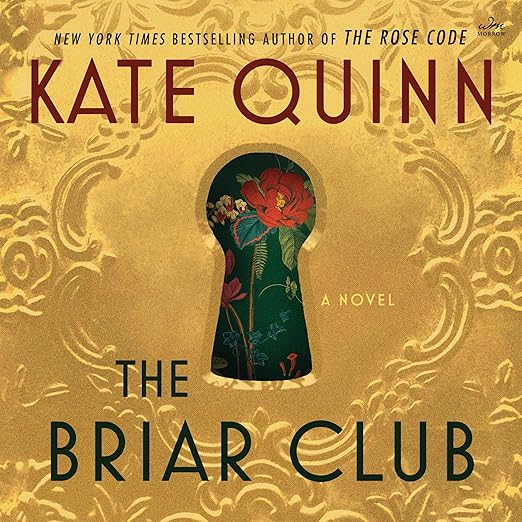 NEW YORK TIMES BESTSELLING AUTHOR OF THE ROSE CODE
wm
MORROW
KATE QUINN
A NOVEL
THE
BRIAR CLUB